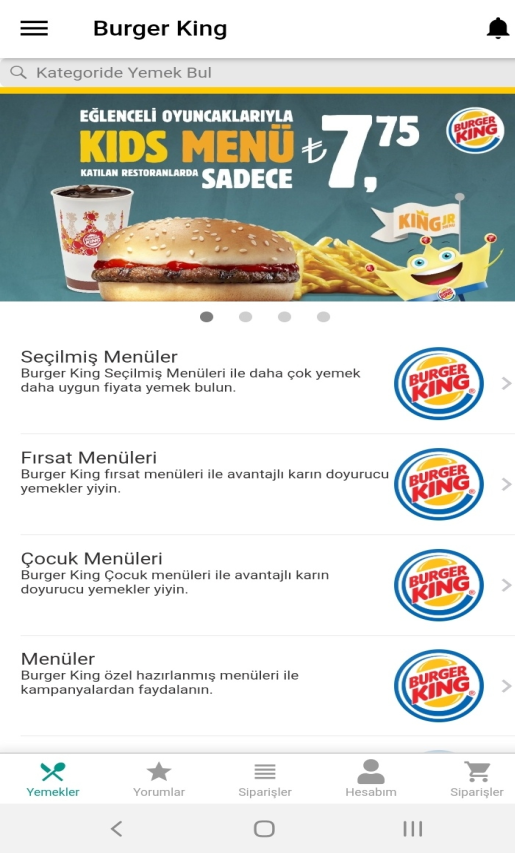 Burger King
Kategoride Yemek Bul
EĞLENCELİ OYUNCAKLARIYLA
KIDS MENÜ
KATILAN RESTORANLARDA SADECE
₺7,75
BURGER KING
KING JR
Seçilmiş Menüler
Burger King Seçilmiş Menüleri ile daha çok yemek
daha uygun fiyata yemek bulun.
BURGER KING
Fırsat Menüleri
Burger King fırsat menüleri ile avantajlı karın doyurucu
yemekler yiyin.
BURGER KING
Çocuk Menüleri
Burger King Çocuk menüleri ile avantajlı karın
doyurucu yemekler yiyin.
BURGER KING
Menüler
Burger King özel hazırlanmış menüleri ile
kampanyalardan faydalanın.
BURGER KING
Yemekler Yorumlar Siparişler Hesabım Siparişler